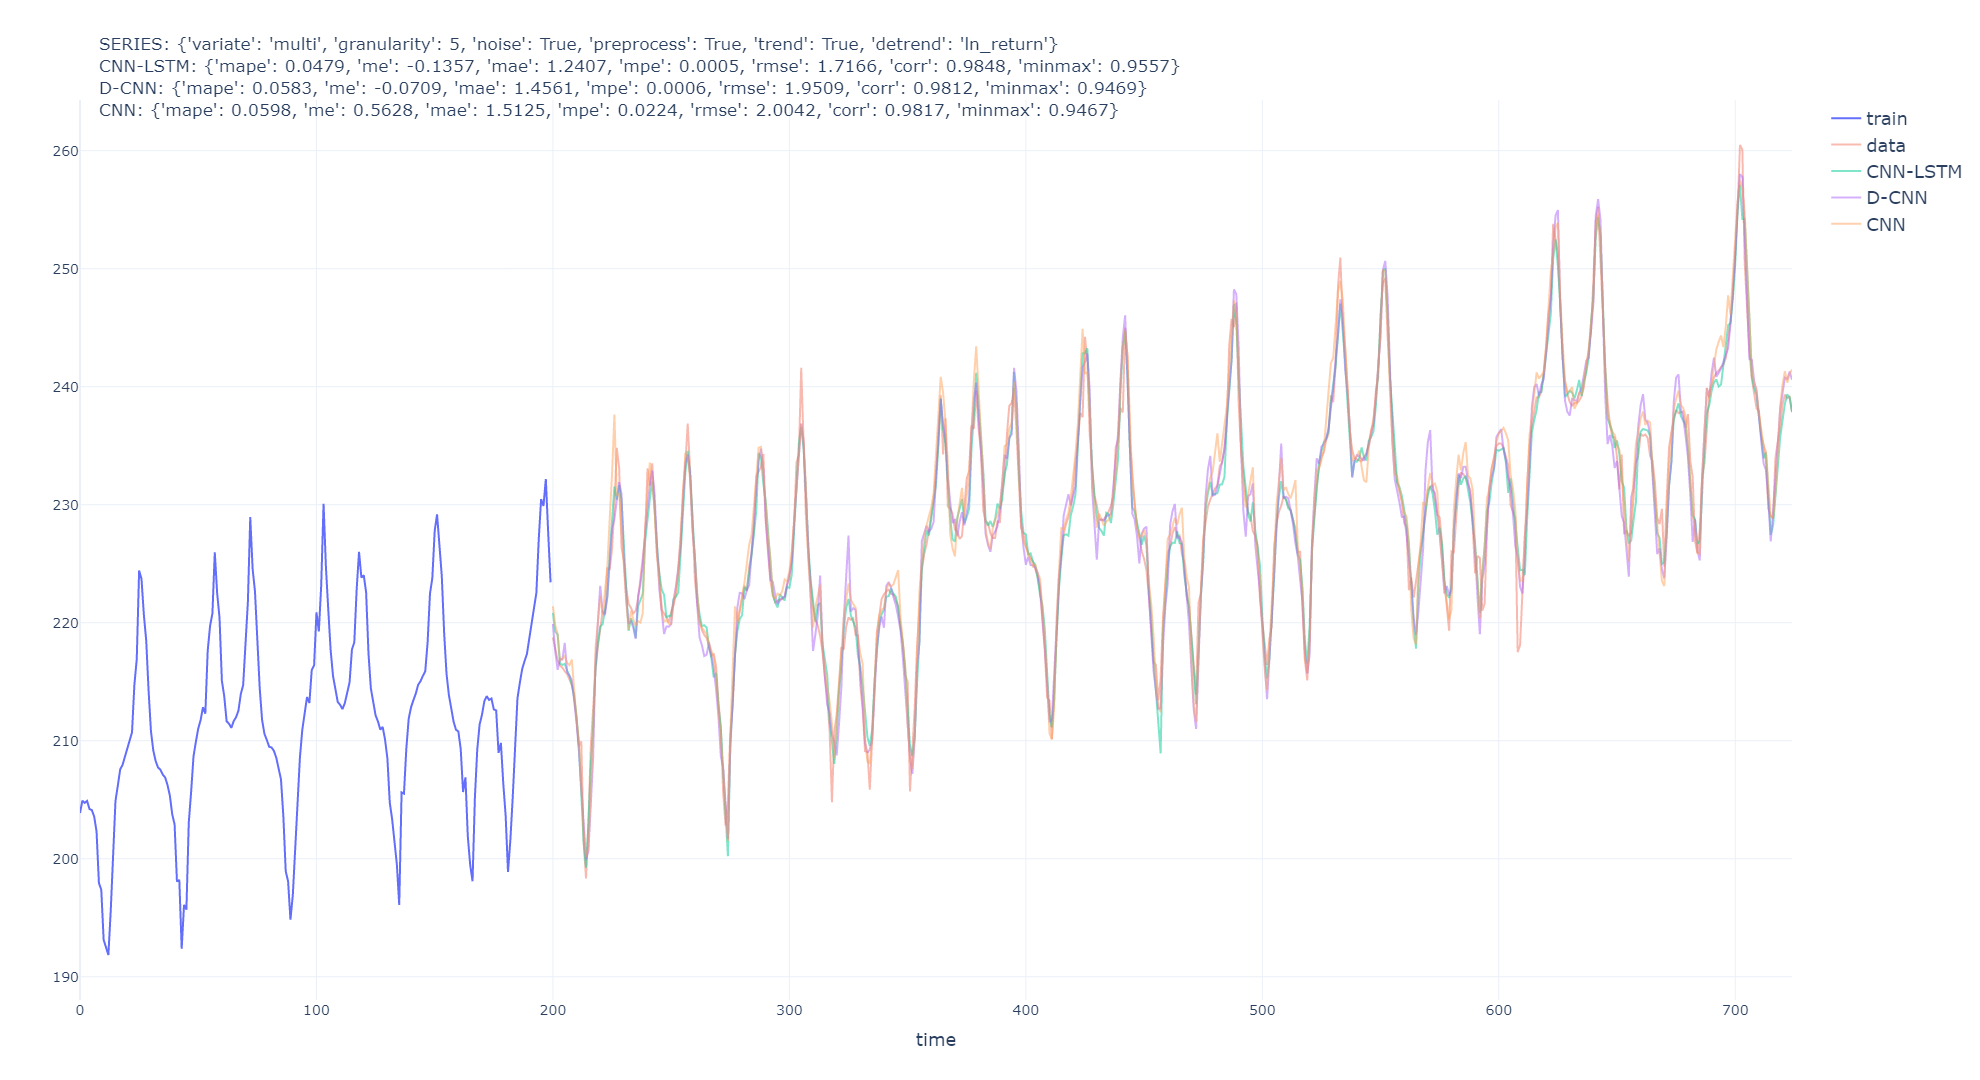 SERIES: {'variate': 'multi', 'granularity': 5, 'noise': True, 'preprocess': True, 'trend': True, 'detrend': 'ln_return'}
CNN-LSTM: {'mape': 0.0479, 'me': -0.1357, 'mae': 1.2407, 'mpe': 0.0005, 'rmse': 1.7166, 'corr': 0.9848, 'minmax': 0.9557}
D-CNN: {'mape': 0.0583, 'me': -0.0709, 'mae': 1.4561, 'mpe': 0.0006, 'rmse': 1.9509, 'corr': 0.9812, 'minmax': 0.9469}
CNN: {'mape': 0.0598, 'me': 0.5628, 'mae': 1.5125, 'mpe': 0.0224, 'rmse': 2.0042, 'corr': 0.9817, 'minmax': 0.9467}
train
data
CNN-LSTM
D-CNN
CNN
260
250
240
230
220
210
200
190
0 100 200 300 400 500 600 700
time